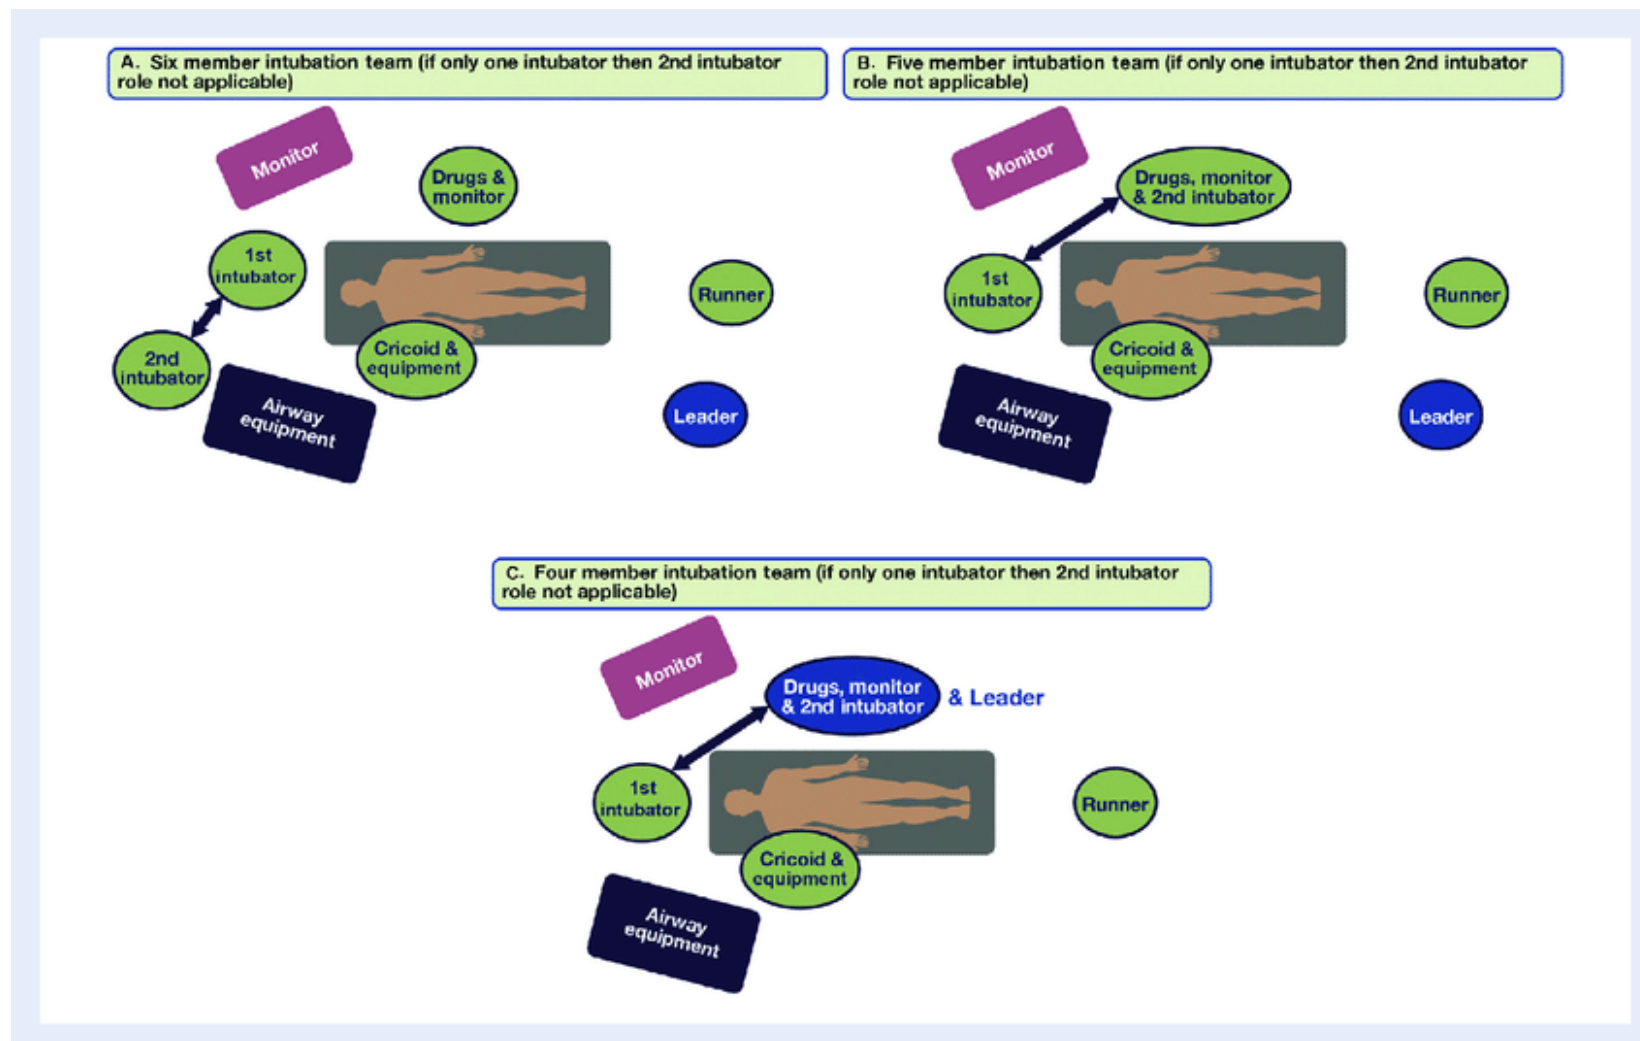 A.  Six member intubation team (if only one intubator then 2nd intubator
role not applicable)
Monitor
Drugs &
monitor
1st
intubator
2nd
intubator
Cricoid &
equipment
Airway
equipment
Runner
Leader
B.  Five member intubation team (if only one intubator then 2nd intubator
role not applicable)
Monitor
Drugs, monitor
& 2nd intubator
1st
intubator
Cricoid &
equipment
Airway
equipment
Runner
Leader
C.  Four member intubation team (if only one intubator then 2nd intubator
role not applicable)
Monitor
Drugs, monitor
& 2nd intubator
& Leader
1st
intubator
Cricoid &
equipment
Airway
equipment
Runner